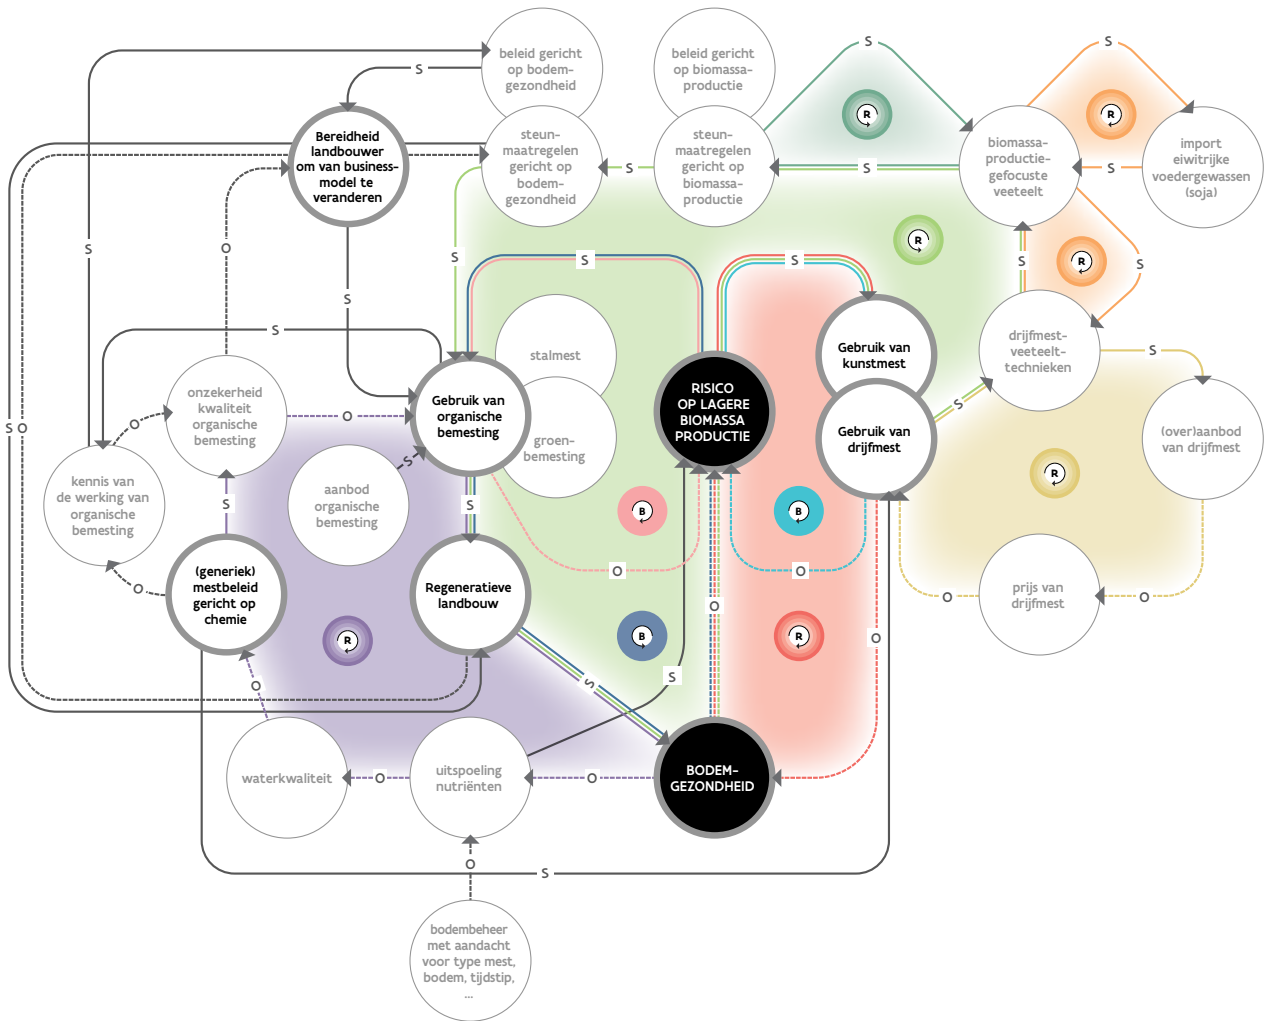 beleid gericht
op bodem-
gezondheid
beleid gericht
op biomassa-
productie
S
S
S
Bereidheid
landbouwer
om van business-
model te
veranderen
steun-
maatregelen
gericht op
bodem-
gezondheid
S
steun-
maatregelen
gericht op
biomassa-
productie
R
S
biomassa-
productie-
gefocuste
veeteelt
R
S
import
eiwitrijke
voedergewassen
(soja)
S
O
S
S
S
S
R
S
R
S
S
S
stalmest
RISICO
OP LAGERE
BIOMASSA
PRODUCTIE
Gebruik van
kunstmest
drijfmest-
veeteelt-
technieken
S
onzekerheid
kwaliteit
organische
bemesting
O
O
Gebruik van
organische
bemesting
groen-
bemesting
Gebruik van
drijfmest
S
(over)aanbod
van drijfmest
S
O
kennis van
de werking van
organische
bemesting
S
aanbod
organische
bemesting
S
S
B
B
R
O
O
O
(generiek)
mestbeleid
gericht op
chemie
Regeneratieve
landbouw
O
prijs van
drijfmest
O
O
R
B
R
O
O
S
S
waterkwaliteit
O
uitspoeling
nutriënten
O
BODEM-
GEZONDHEID
O
S
bodembeheer
met aandacht
voor type mest,
bodem, tijdstip,
...